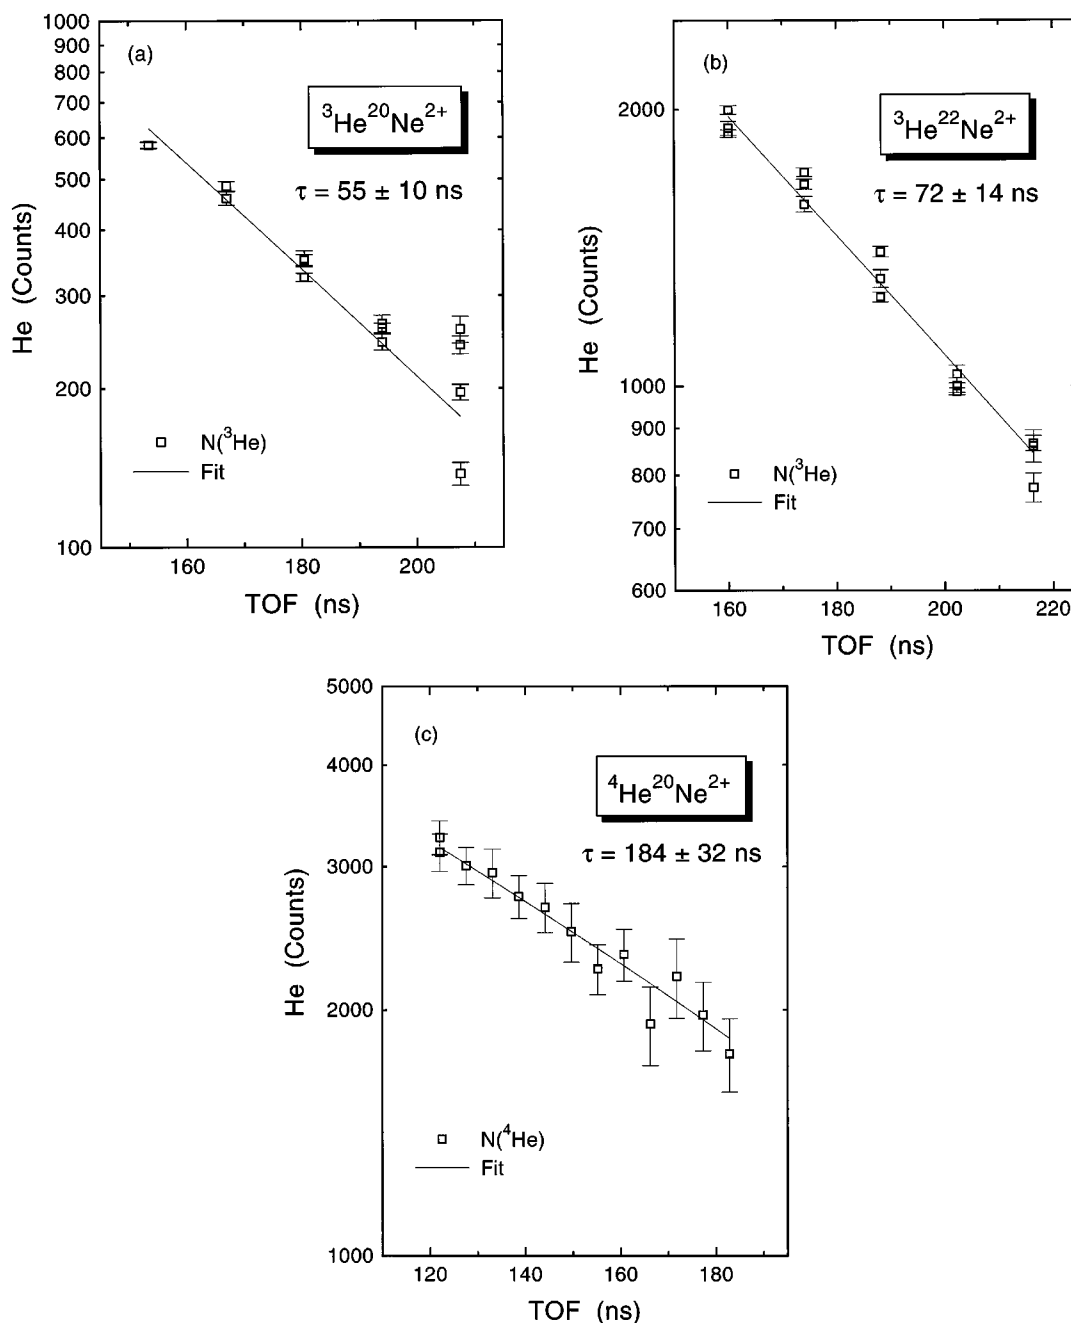 (a)
³He²⁰Ne²⁺
τ = 55 ± 10 ns
1000
900
800
700
600
500
400
300
200
100
He (Counts)
N(³He)
Fit
160 180 200
TOF (ns)
(b)
³He²²Ne²⁺
τ = 72 ± 14 ns
2000
1000
900
800
700
600
He (Counts)
N(³He)
Fit
160 180 200 220
TOF (ns)
(c)
⁴He²⁰Ne²⁺
τ = 184 ± 32 ns
5000
4000
3000
2000
1000
He (Counts)
N(⁴He)
Fit
120 140 160 180
TOF (ns)